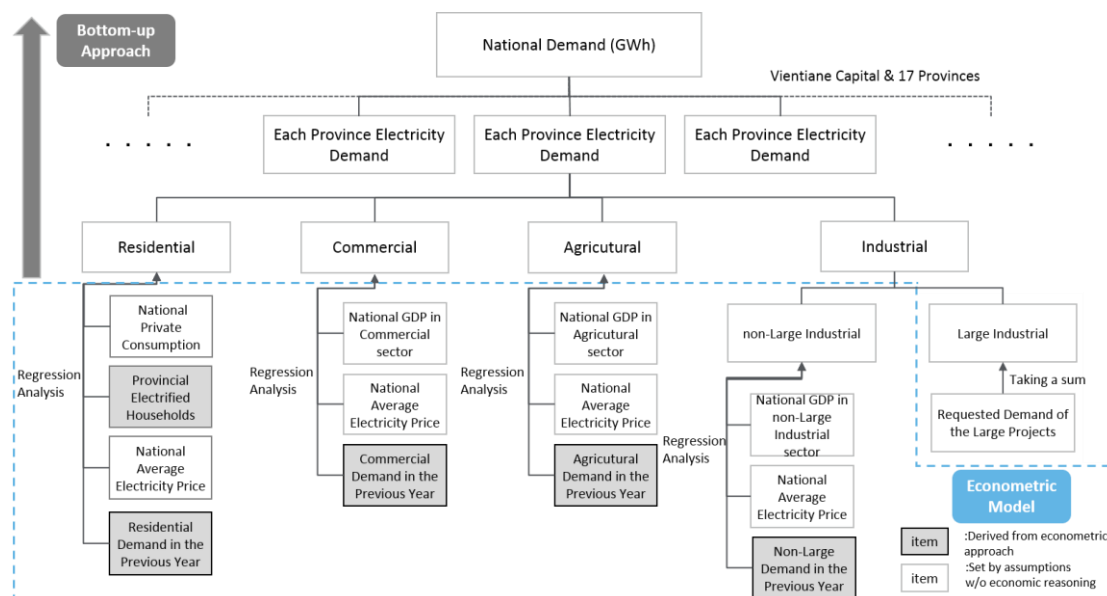 Bottom-up
Approach
National Demand (GWh)
Vientiane Capital & 17 Provinces
. . . . .
Each Province Electricity
Demand
Each Province Electricity
Demand
Each Province Electricity
Demand
. . . . .
Residential
Commercial
Agricutural
Industrial
Regression
Analysis
National
Private
Consumption
Provincial
Electrified
Households
National
Average
Electricity Price
Residential
Demand in the
Previous Year
Regression
Analysis
National GDP in
Commercial
sector
National
Average
Electricity Price
Commercial
Demand in the
Previous Year
Regression
Analysis
National GDP in
Agricutural
sector
National
Average
Electricity Price
Agricutural
Demand in the
Previous Year
non-Large Industrial
Regression
Analysis
National GDP in
non-Large
Industrial
sector
National
Average
Electricity Price
Non-Large
Demand in the
Previous Year
Large Industrial
Taking a sum
Requested Demand of
the Large Projects
Econometric
Model
item :Derived from econometric
approach
item :Set by assumptions
w/o economic reasoning